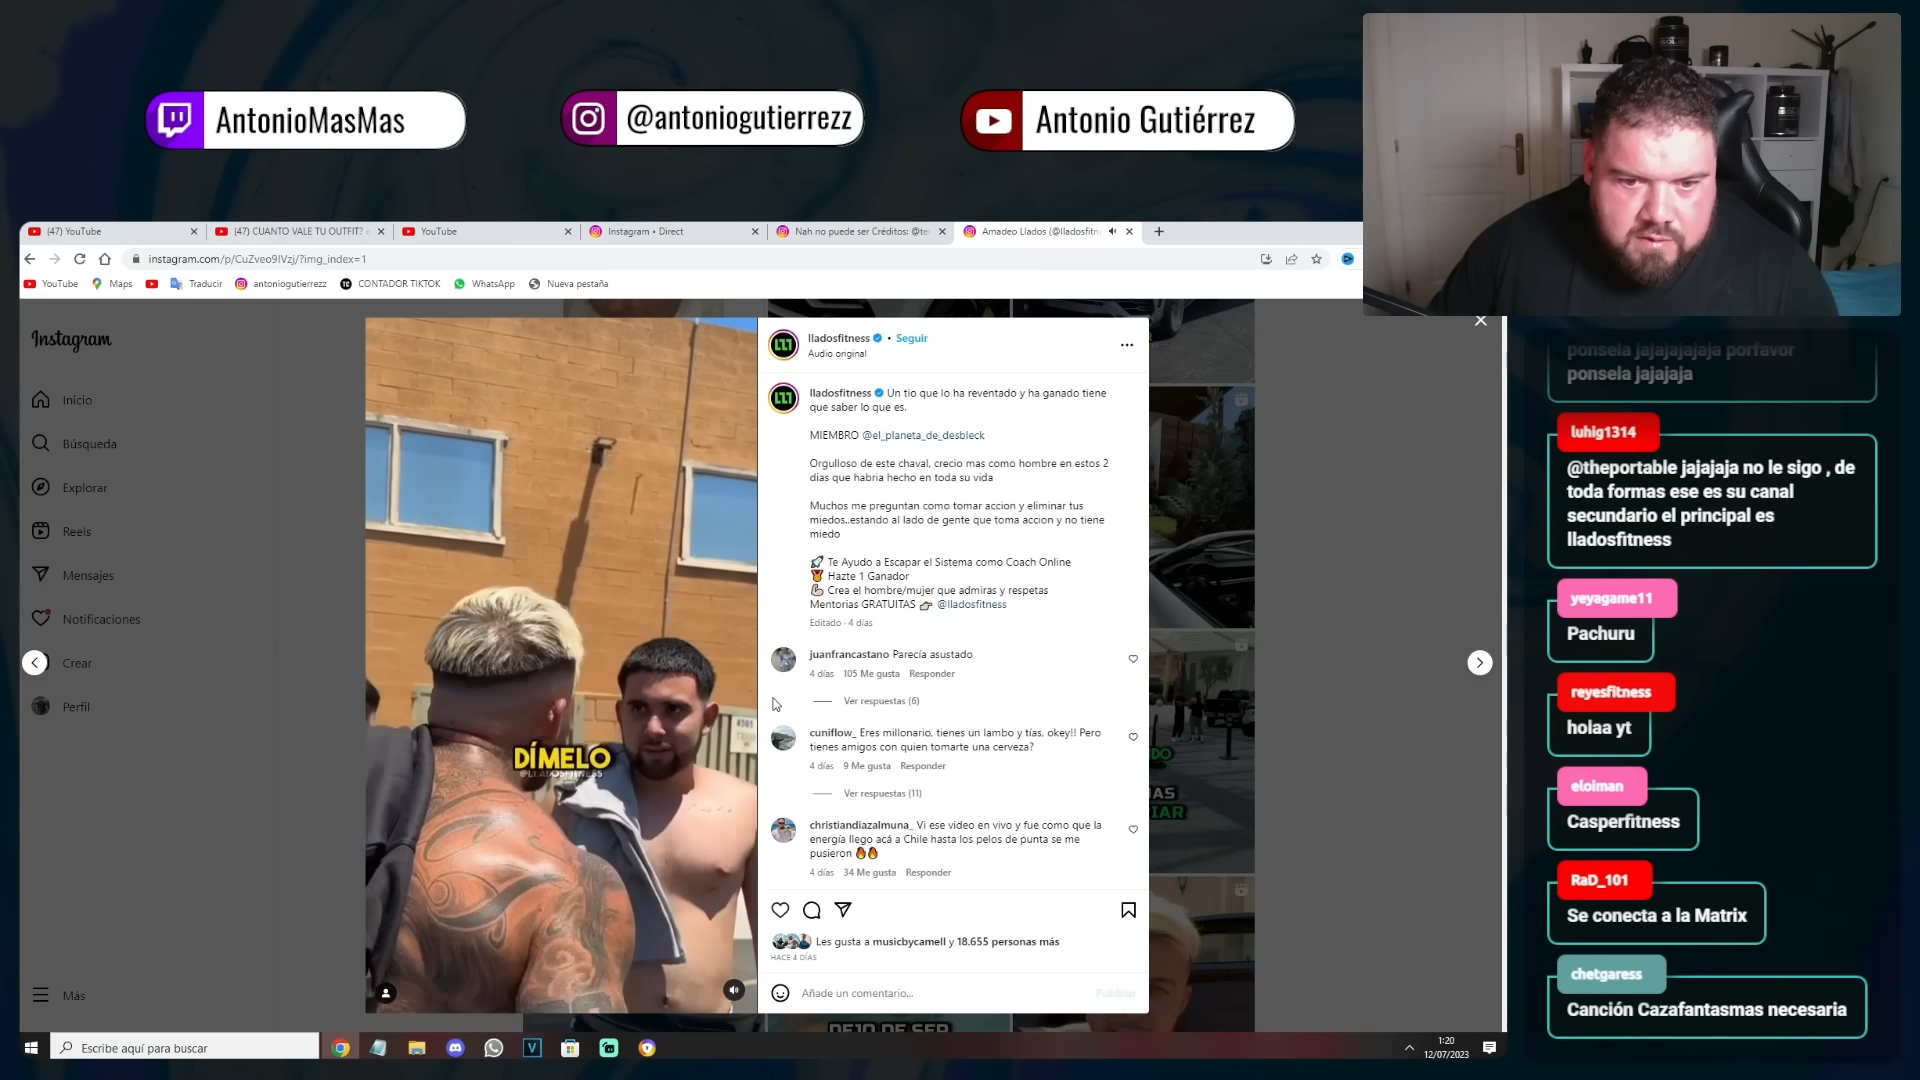 AntonioMasMas
@antoniogutierrezz
Antonio Gutiérrez
(47) YouTube
(47) CUANTO VALE TU OUTFIT?
YouTube
Instagram • Direct
Nah no puede ser Créditos: @te
Amadeo Llados (@lladosfitn
instagram.com/p/CuZveo9IVzj/?img_index=1
YouTube
Maps
Traducir
antoniogutierrezz
CONTADOR TIKTOK
WhatsApp
Nueva pestaña
Instagram
Inicio
Búsqueda
Explorar
Reels
Mensajes
Notificaciones
Crear
Perfil
Más
DÍMELO
@LLADOSFITNESS
lladosfitness • Seguir
Audio original
lladosfitness Un tio que lo ha reventado y ha ganado tiene
que saber lo que es.
MIEMBRO @el_planeta_de_desbleck
Orgulloso de este chaval, crecio mas como hombre en estos 2
dias que habria hecho en toda su vida
Muchos me preguntan como tomar accion y eliminar tus
miedos..estando al lado de gente que toma accion y no tiene
miedo
🚀 Te Ayudo a Escapar el Sistema como Coach Online
🏅 Hazte 1 Ganador
💪🏻 Crea el hombre/mujer que admiras y respetas
Mentorias GRATUITAS 👉🏻 @lladosfitness
Editado · 4 días
juanfrancastano Parecía asustado
4 días 105 Me gusta Responder
Ver respuestas (6)
cuniflow_ Eres millonario, tienes un lambo y tías, okey!! Pero
tienes amigos con quien tomarte una cerveza?
4 días 9 Me gusta Responder
Ver respuestas (11)
christiandiazalmuna_ Vi ese video en vivo y fue como que la
energía llego acá a Chile hasta los pelos de punta se me
pusieron 🔥🔥
4 días 34 Me gusta Responder
Les gusta a musicbycamell y 18.655 personas más
HACE 4 DÍAS
Añade un comentario...
Publicar
DEJO DE SER
Escribe aquí para buscar
1:20
12/07/2023
ponsela jajajajajaja porfavor
ponsela jajajaja
luhig1314
@theportable jajajaja no le sigo , de
toda formas ese es su canal
secundario el principal es
lladosfitness
yeyagame11
Pachuru
reyesfitness
holaa yt
eloiman
Casperfitness
RaD_101
Se conecta a la Matrix
chetgaress
Canción Cazafantasmas necesaria